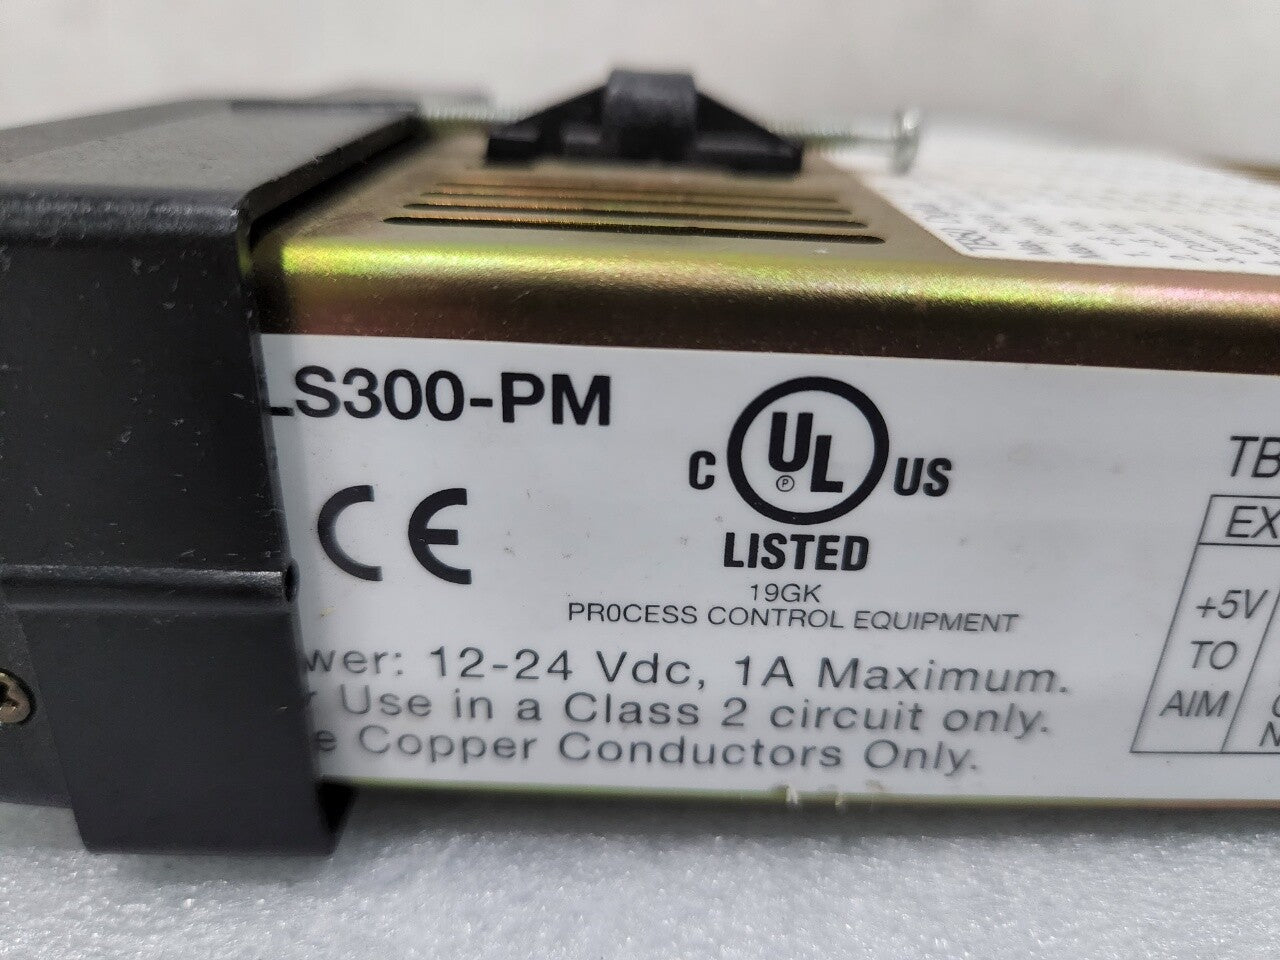 LS300-PM
C UL US
P
LISTED
19GK
PR0CESS CONTROL EQUIPMENT
CE
wer: 12-24 Vdc, 1A Maximum.
r Use in a Class 2 circuit only.
e Copper Conductors Only.
TB
EX
+5V
TO
AIM